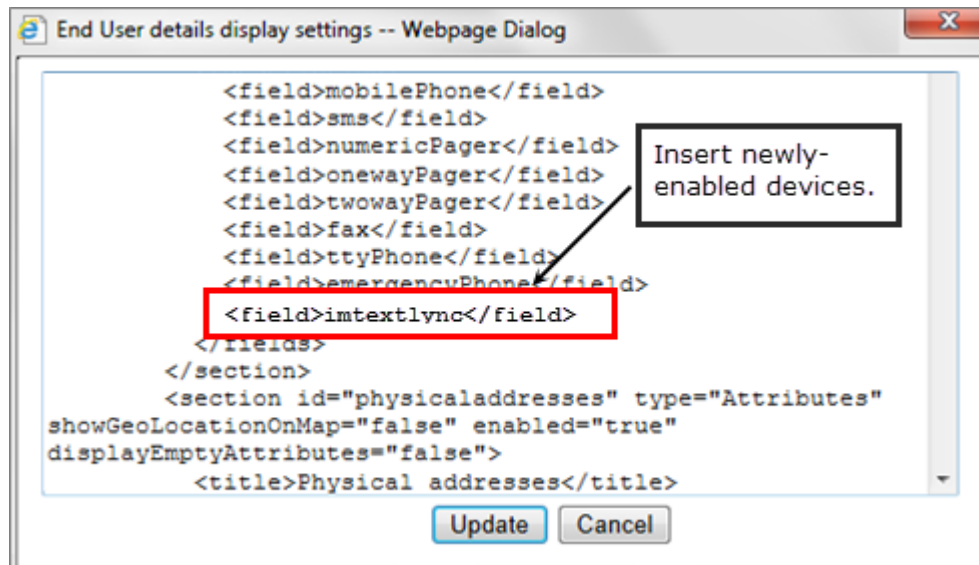 End User details display settings -- Webpage Dialog
<field>mobilePhone</field>
<field>sms</field>
<field>numericPager</field>
<field>onewayPager</field>
<field>twowayPager</field>
<field>fax</field>
<field>ttyPhone</field>
<field>emergencyPhone</field>
<field>imtextlync</field>
</fields>
</section>
<section id="physicaladdresses" type="Attributes"
showGeoLocationOnMap="false" enabled="true"
displayEmptyAttributes="false">
<title>Physical addresses</title>
Insert newly-
enabled devices.
Update Cancel